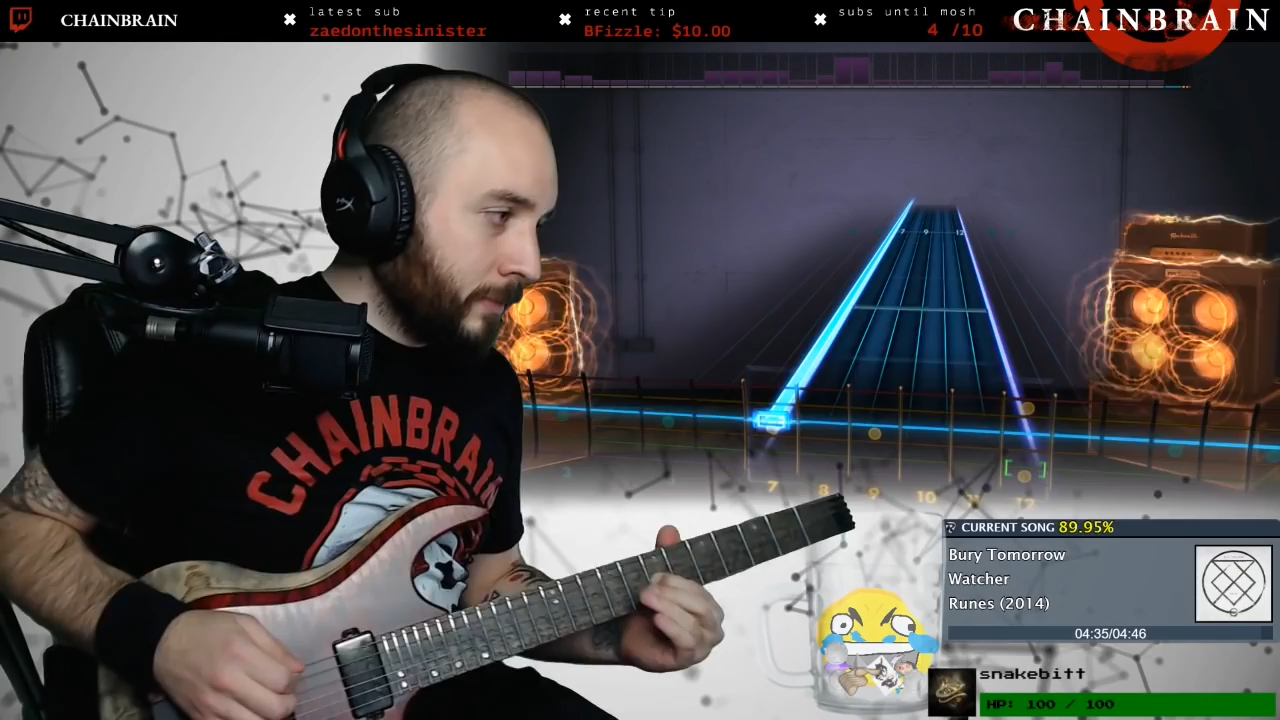 CHAINBRAIN
latest sub
zaedonthesinister
recent tip
BFizzle: $10.00
subs until mosh
4 /10
CHAINBRAIN
7 9 12
CHAINBRAIN
7 8 9 10
CURRENT SONG 89.95%
Bury Tomorrow
Watcher
Runes (2014)
04:35/04:46
snakebitt
HP: 100 / 100